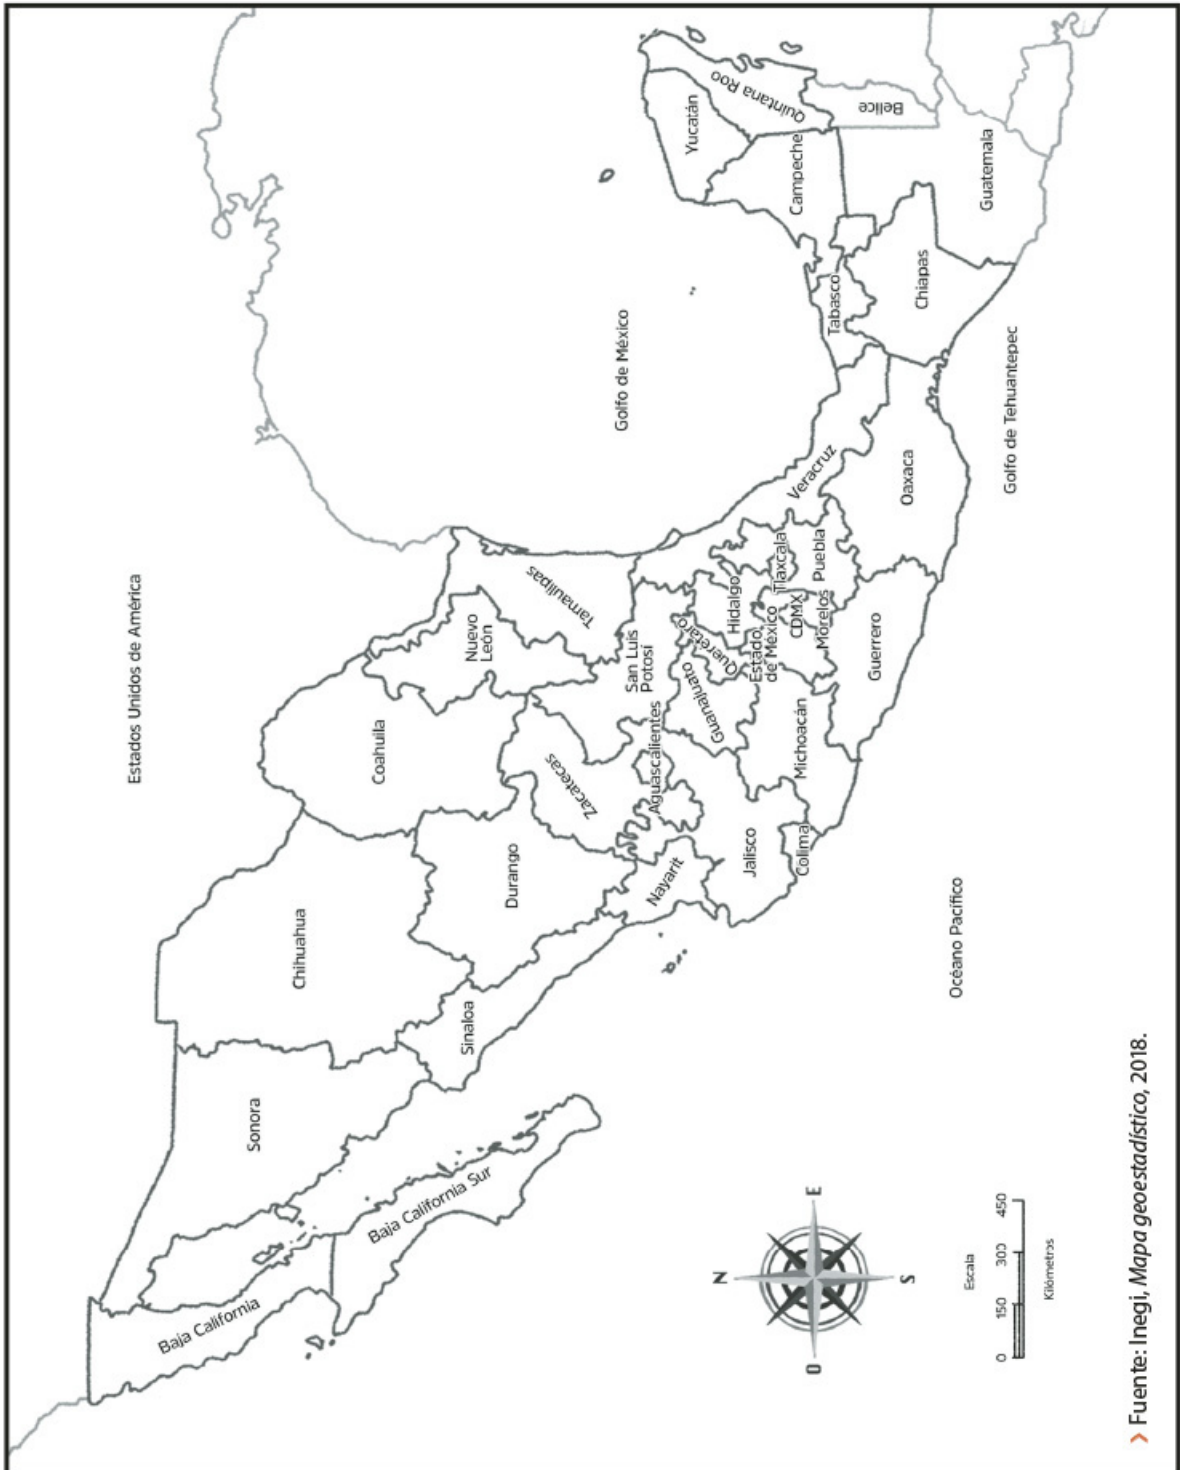 Estados Unidos de América
Baja California
Baja California Sur
Sonora
Chihuahua
Coahuila
Nuevo
León
Tamaulipas
Sinaloa
Durango
Zacatecas
San Luis
Potosí
Nayarit
Aguascalientes
Jalisco
Guanajuato
Querétaro
Hidalgo
Colima
Michoacán
Estado
de México
CDMX
Morelos
Tlaxcala
Puebla
Veracruz
Guerrero
Oaxaca
Tabasco
Chiapas
Campeche
Yucatán
Quintana Roo
Belice
Guatemala
Golfo de México
Golfo de Tehuantepec
Océano Pacífico
N
O
E
S
Escala
0 150 300 450
Kilómetros
› Fuente: Inegi, Mapa geoestadístico, 2018.